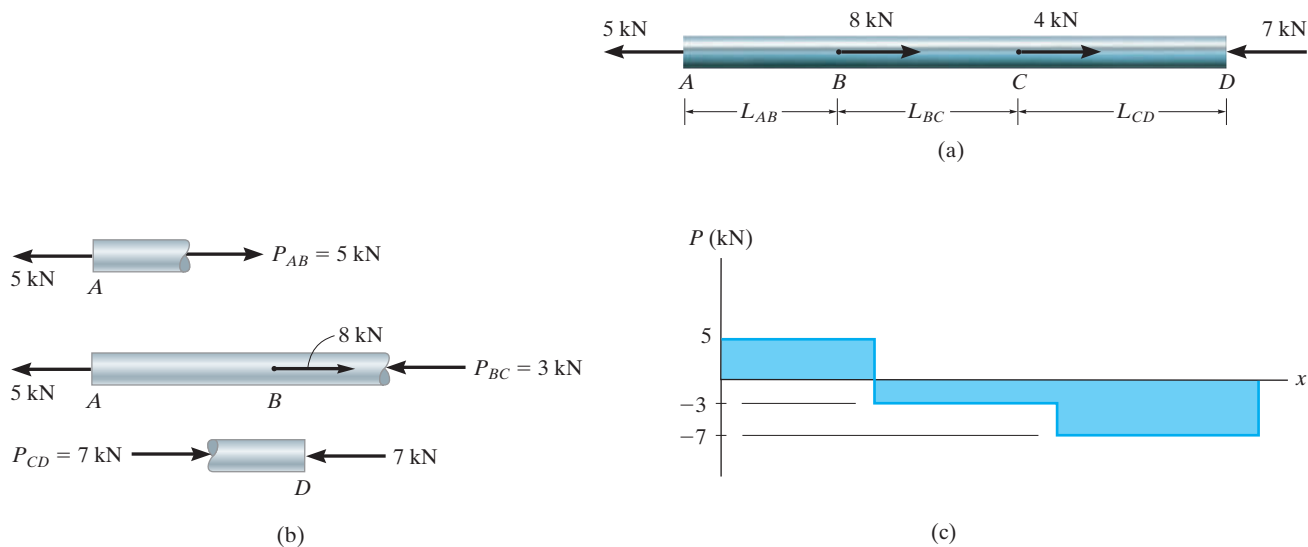 5 kN 8 kN 4 kN 7 kN
A B C D
L_AB L_BC L_CD
(a)
5 kN A P_AB = 5 kN
5 kN A B 8 kN P_BC = 3 kN
P_CD = 7 kN D 7 kN
(b)
P (kN)
5
x
−3
−7
(c)